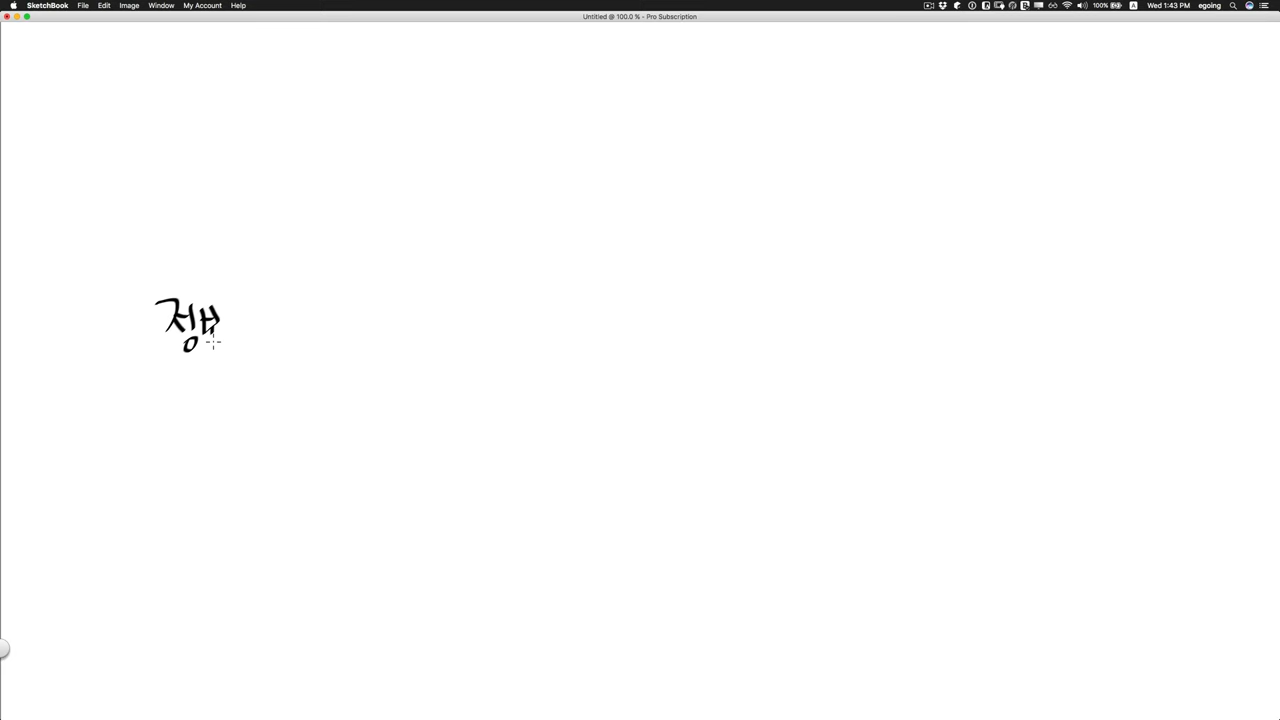 SketchBook File Edit Image Window My Account Help 100% A Wed 1:43 PM egoing
Untitled @ 100.0 % - Pro Subscription
정ㅂ